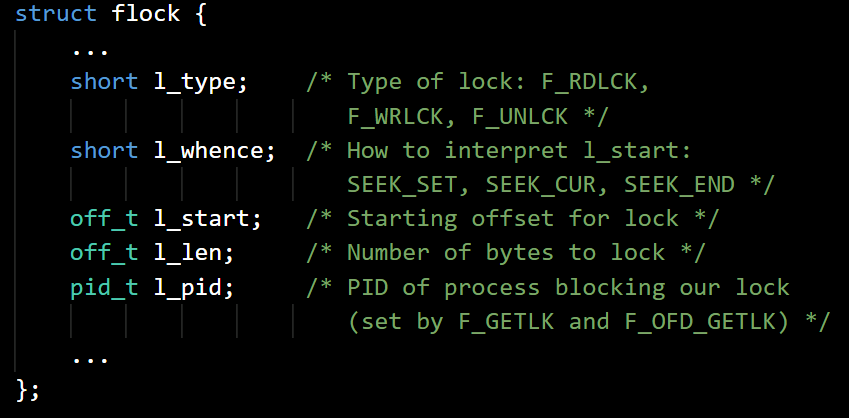 struct flock {
...
short l_type; /* Type of lock: F_RDLCK,
F_WRLCK, F_UNLCK */
short l_whence; /* How to interpret l_start:
SEEK_SET, SEEK_CUR, SEEK_END */
off_t l_start; /* Starting offset for lock */
off_t l_len; /* Number of bytes to lock */
pid_t l_pid; /* PID of process blocking our lock
(set by F_GETLK and F_OFD_GETLK) */
...
};